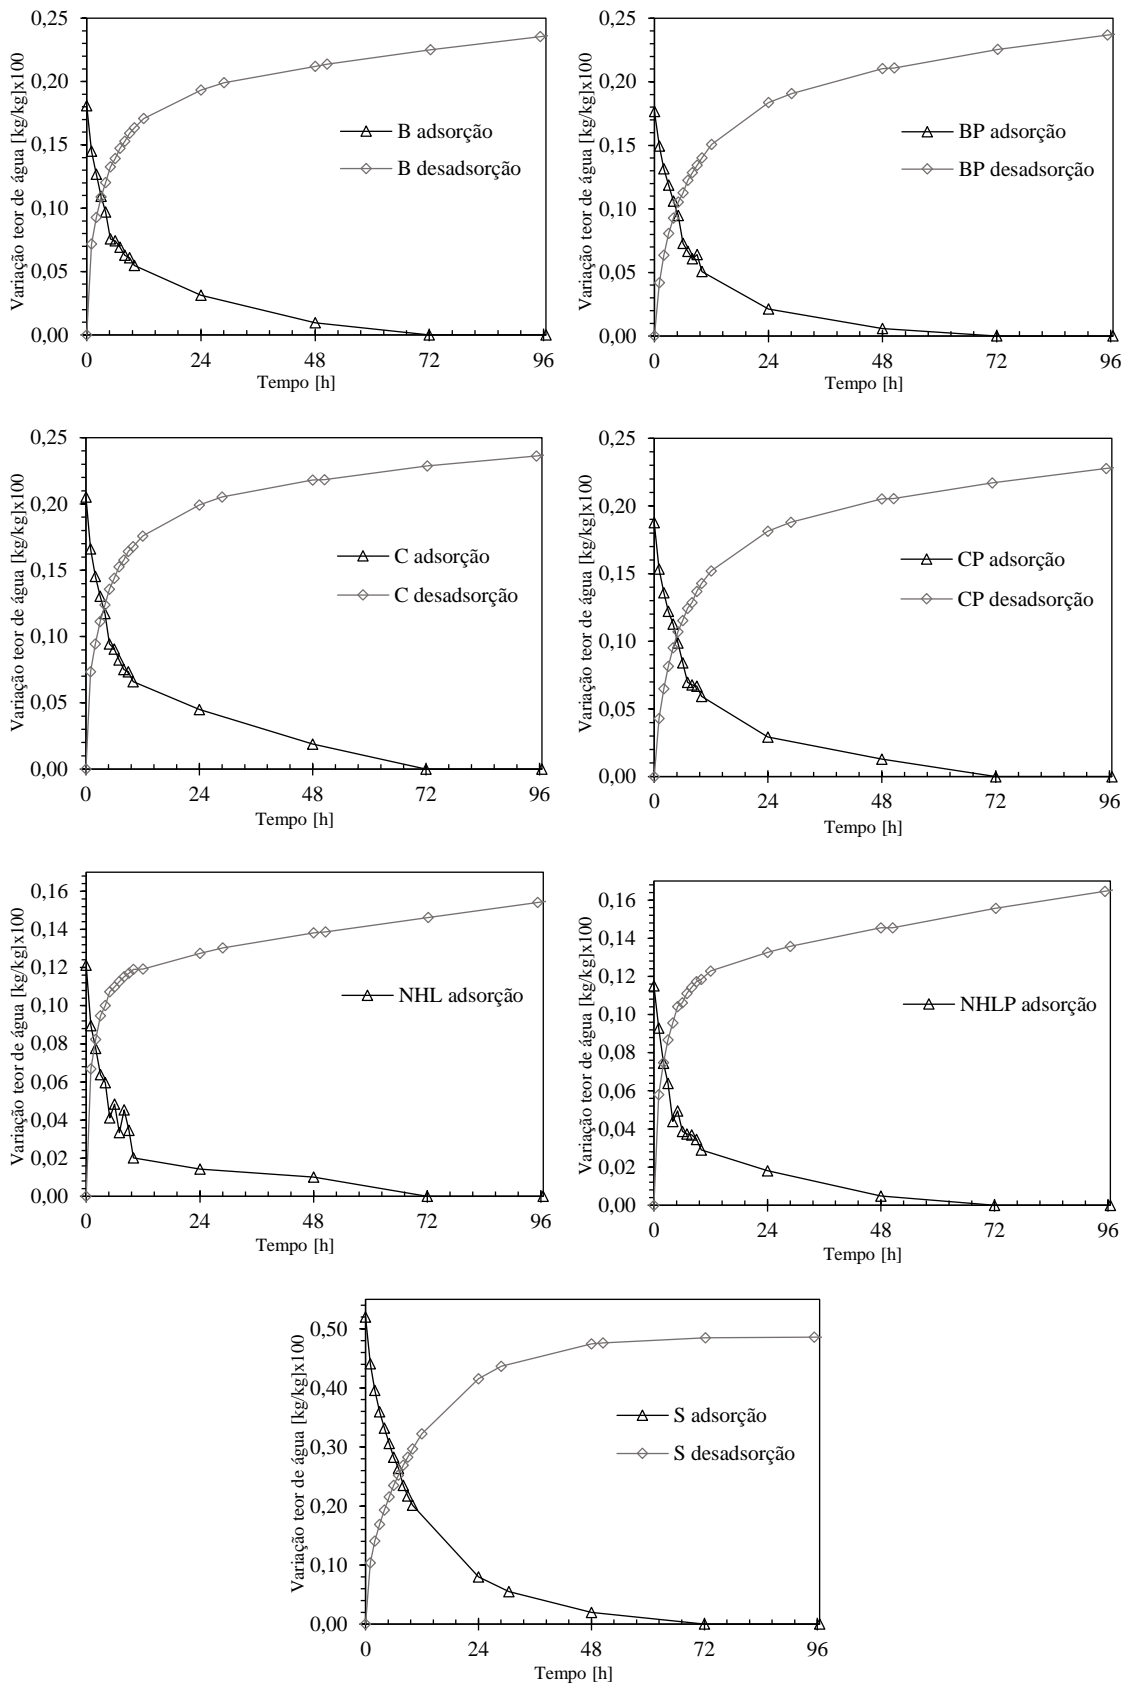 Variação teor de água [kg/kg]x100
0,25
0,20
0,15
0,10
0,05
0,00
B adsorção
B desadsorção
0 24 48 72 96
Tempo [h]
Variação teor de água [kg/kg]x100
0,25
0,20
0,15
0,10
0,05
0,00
BP adsorção
BP desadsorção
0 24 48 72 96
Tempo [h]
Variação teor de água [kg/kg]x100
0,25
0,20
0,15
0,10
0,05
0,00
C adsorção
C desadsorção
0 24 48 72 96
Tempo [h]
Variação teor de água [kg/kg]x100
0,25
0,20
0,15
0,10
0,05
0,00
CP adsorção
CP desadsorção
0 24 48 72 96
Tempo [h]
Variação teor de água [kg/kg]x100
0,16
0,14
0,12
0,10
0,08
0,06
0,04
0,02
0,00
NHL adsorção
0 24 48 72 96
Tempo [h]
Variação teor de água [kg/kg]x100
0,16
0,14
0,12
0,10
0,08
0,06
0,04
0,02
0,00
NHLP adsorção
0 24 48 72 96
Tempo [h]
Variação teor de água [kg/kg]x100
0,50
0,40
0,30
0,20
0,10
0,00
S adsorção
S desadsorção
0 24 48 72 96
Tempo [h]